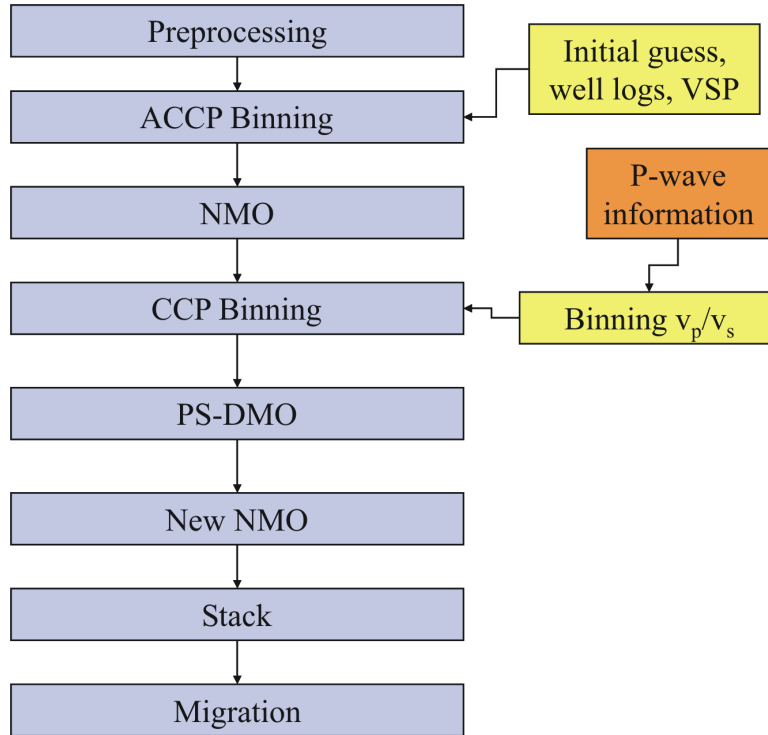 Preprocessing
Initial guess,
well logs, VSP
ACCP Binning
P-wave
information
NMO
CCP Binning
Binning vp/vs
PS-DMO
New NMO
Stack
Migration